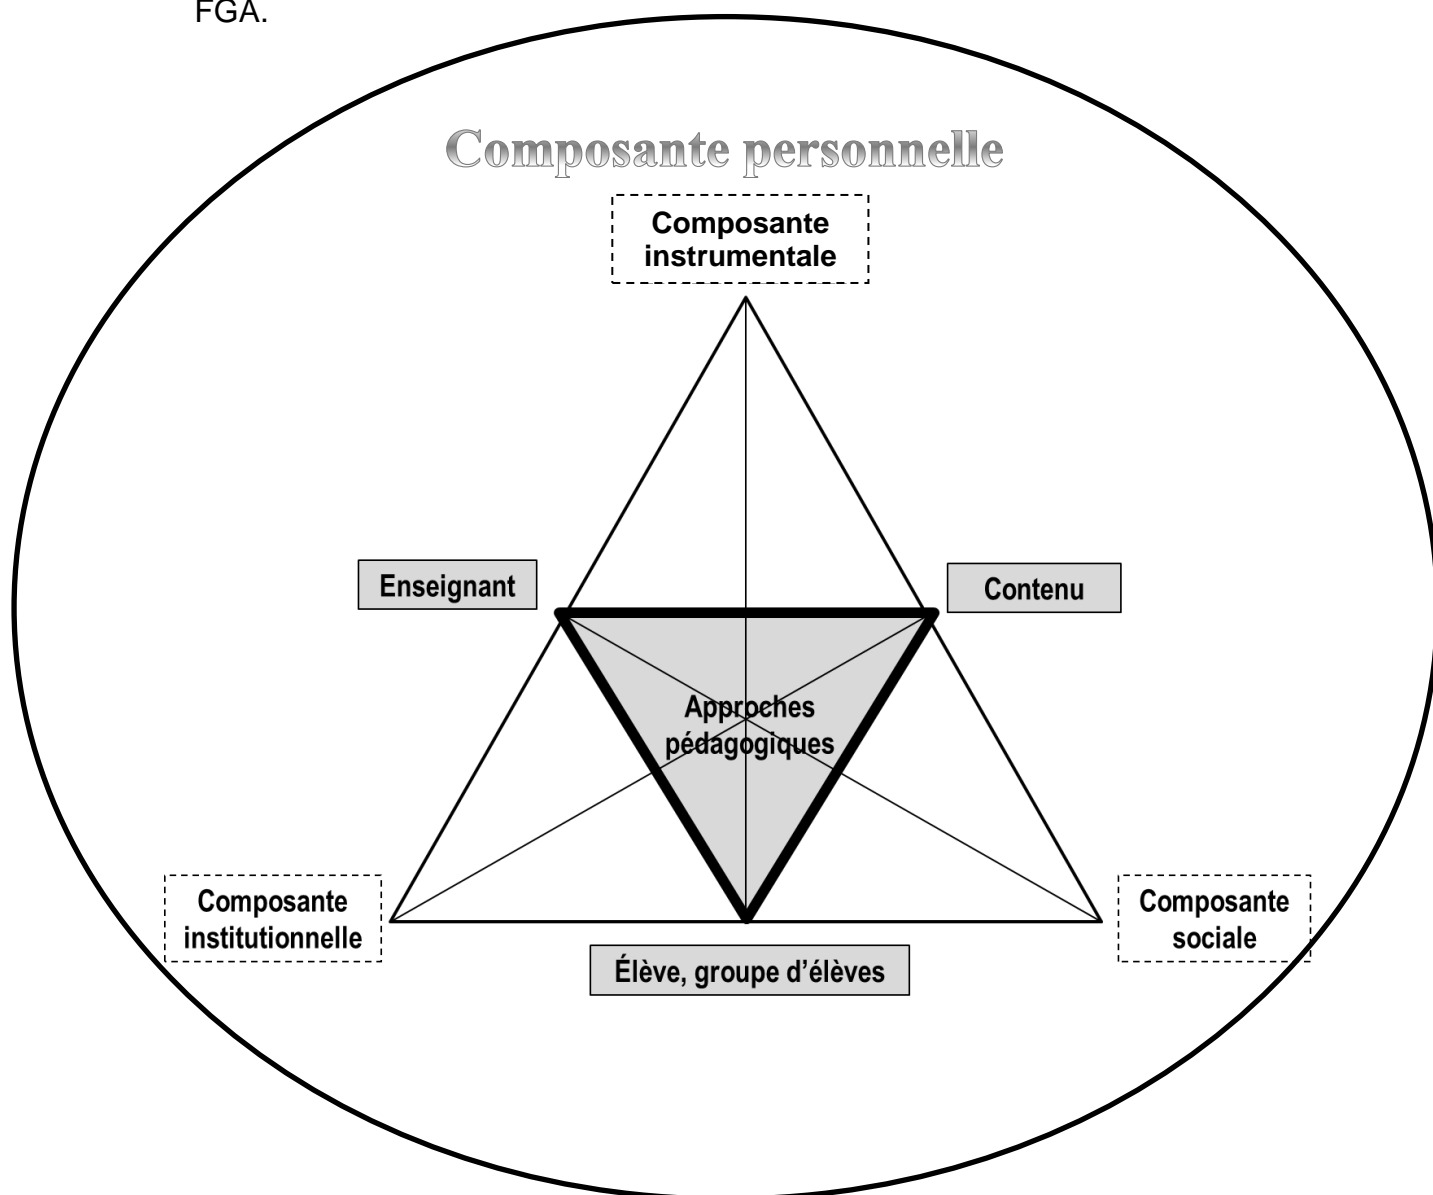 FGA.
Composante personnelle
Composante
instrumentale
Enseignant
Contenu
Approches
pédagogiques
Composante
institutionnelle
Composante
sociale
Élève, groupe d’élèves